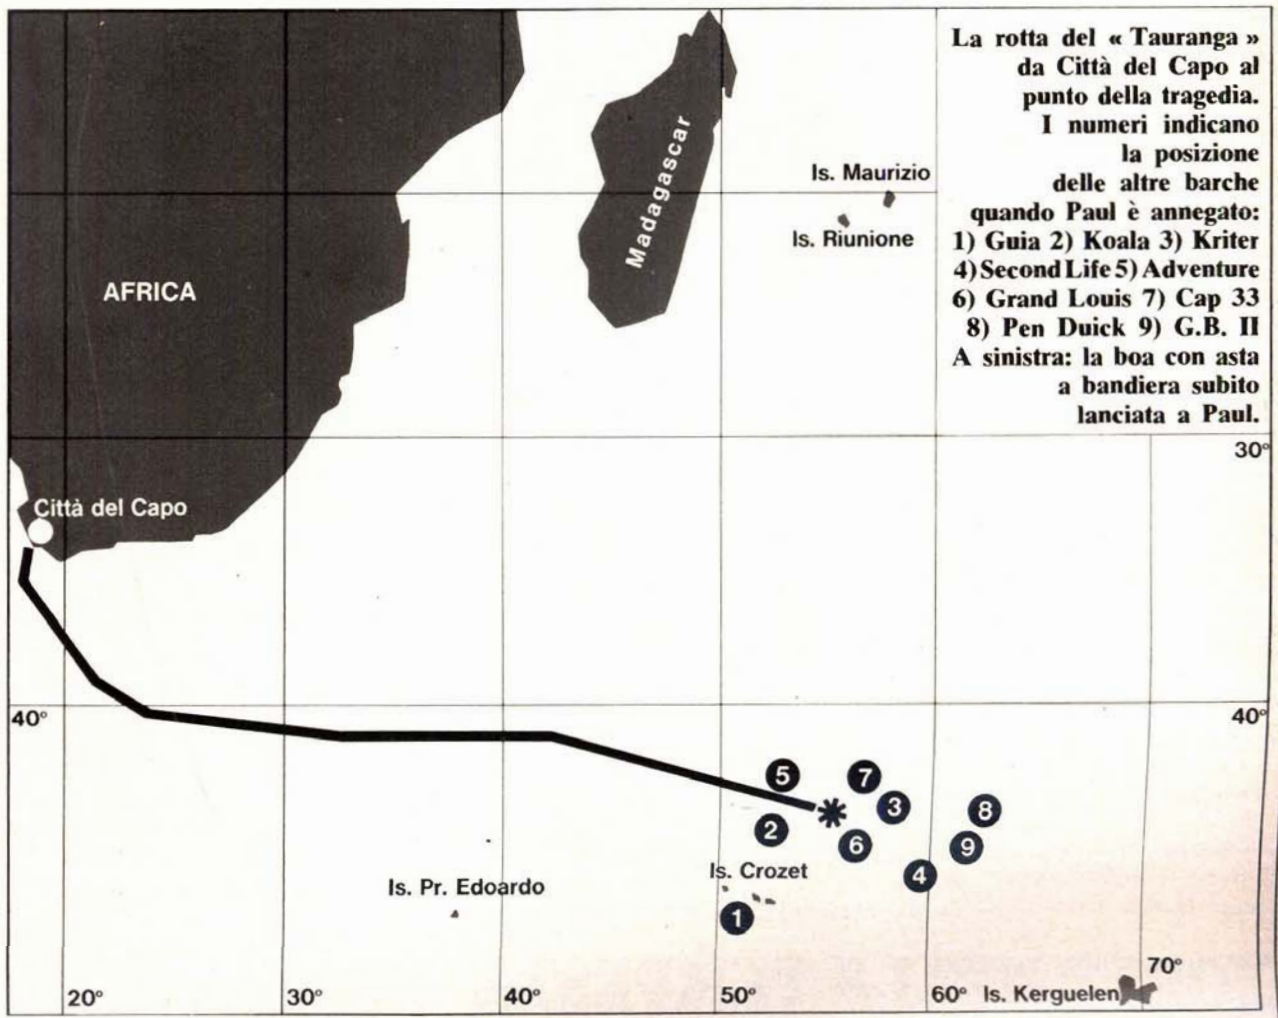 La rotta del « Tauranga »
da Città del Capo al
punto della tragedia.
I numeri indicano
la posizione
delle altre barche
quando Paul è annegato:
1) Guia 2) Koala 3) Kriter
4) Second Life 5) Adventure
6) Grand Louis 7) Cap 33
8) Pen Duick 9) G.B. II
A sinistra: la boa con asta
a bandiera subito
lanciata a Paul.
Madagascar
Is. Maurizio
Is. Riunione
AFRICA
30°
Città del Capo
40°
40°
5
7
3
8
2
6
9
Is. Crozet
4
Is. Pr. Edoardo
1
70°
20°
30°
40°
50°
60°
Is. Kerguelen